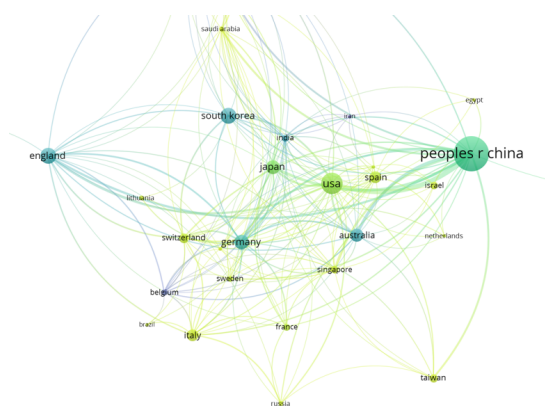 saudi arabia
egypt
south korea
iran
india
england
peoples r china
japan
spain
usa
israel
lithuania
switzerland
germany
australia
netherlands
singapore
sweden
belgium
brazil
france
italy
taiwan
russia